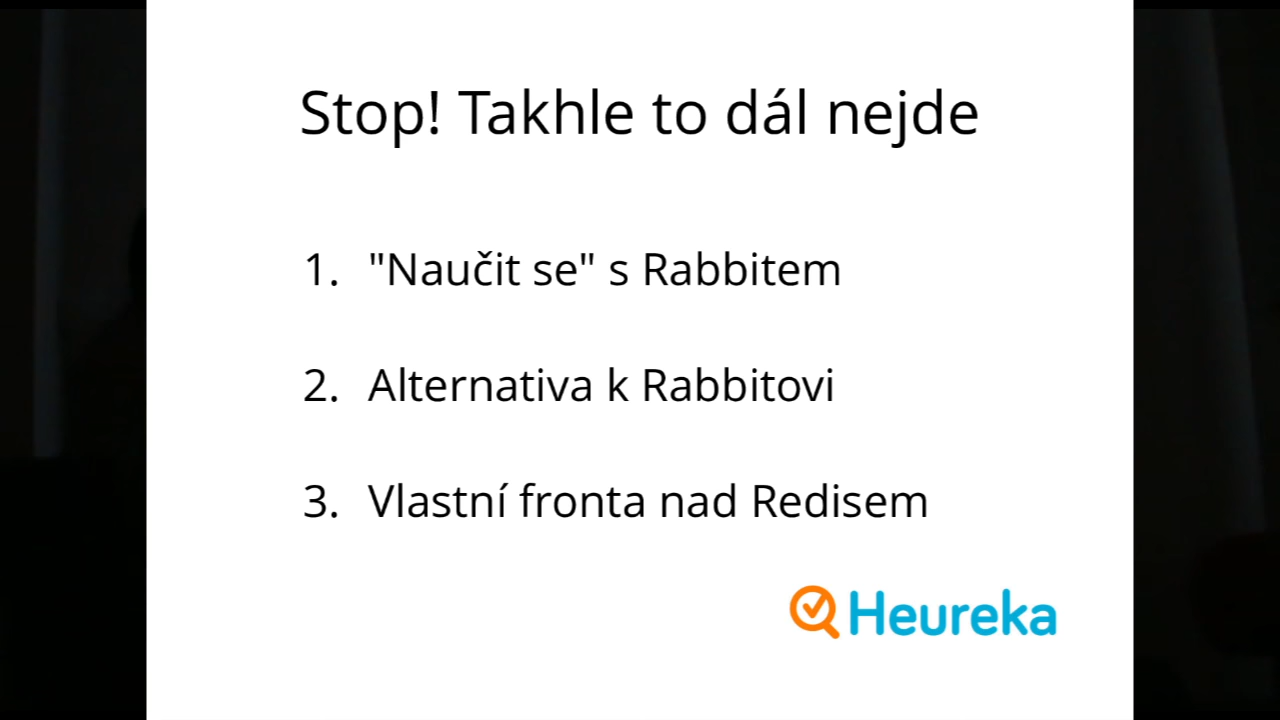 Stop! Takhle to dál nejde
1. "Naučit se" s Rabbitem
2. Alternativa k Rabbitovi
3. Vlastní fronta nad Redisem
Heureka